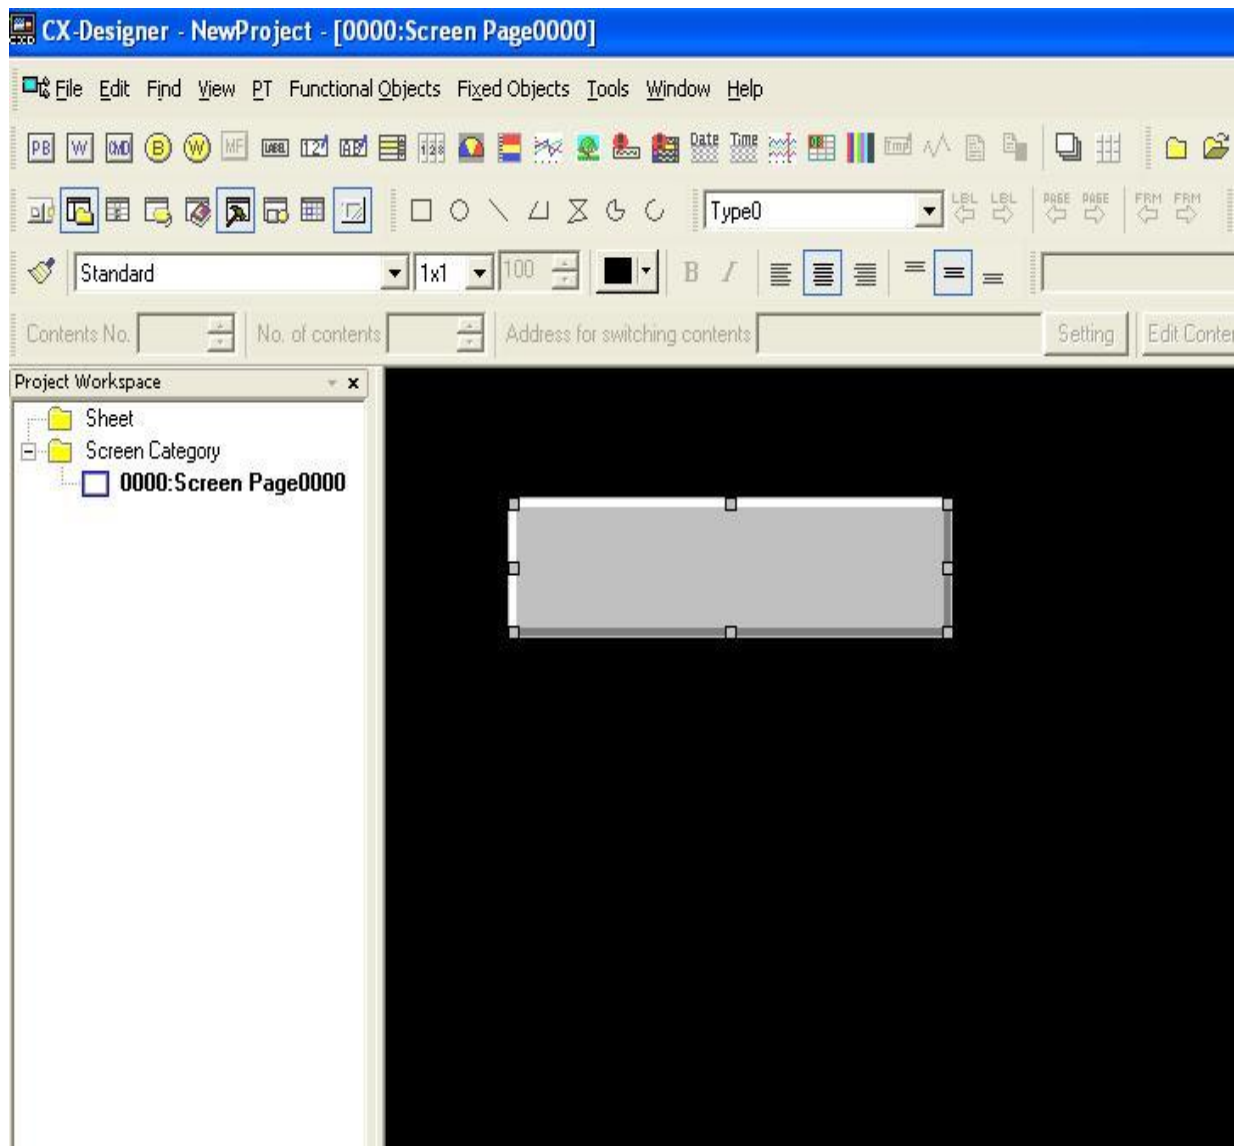 CX-Designer - NewProject - [0000:Screen Page0000]
File Edit Find View PT Functional Objects Fixed Objects Tools Window Help
PB W CMD B W MF LABEL Date Time
Type0 LBL LBL PAGE PAGE FRM FRM
Standard 1x1 100 B I
Contents No. No. of contents Address for switching contents Setting Edit Conter
Project Workspace x
Sheet
Screen Category
0000:Screen Page0000